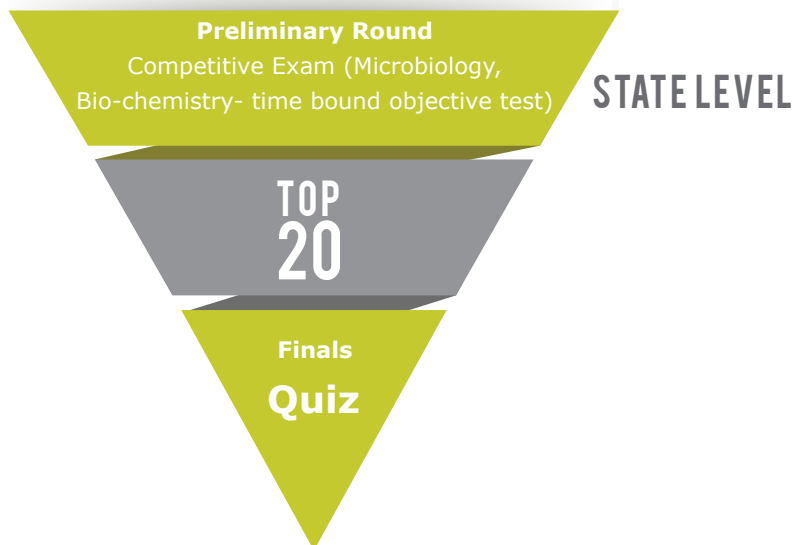 Preliminary Round
Competitive Exam (Microbiology,
Bio-chemistry- time bound objective test)
STATE LEVEL
TOP
20
Finals
Quiz